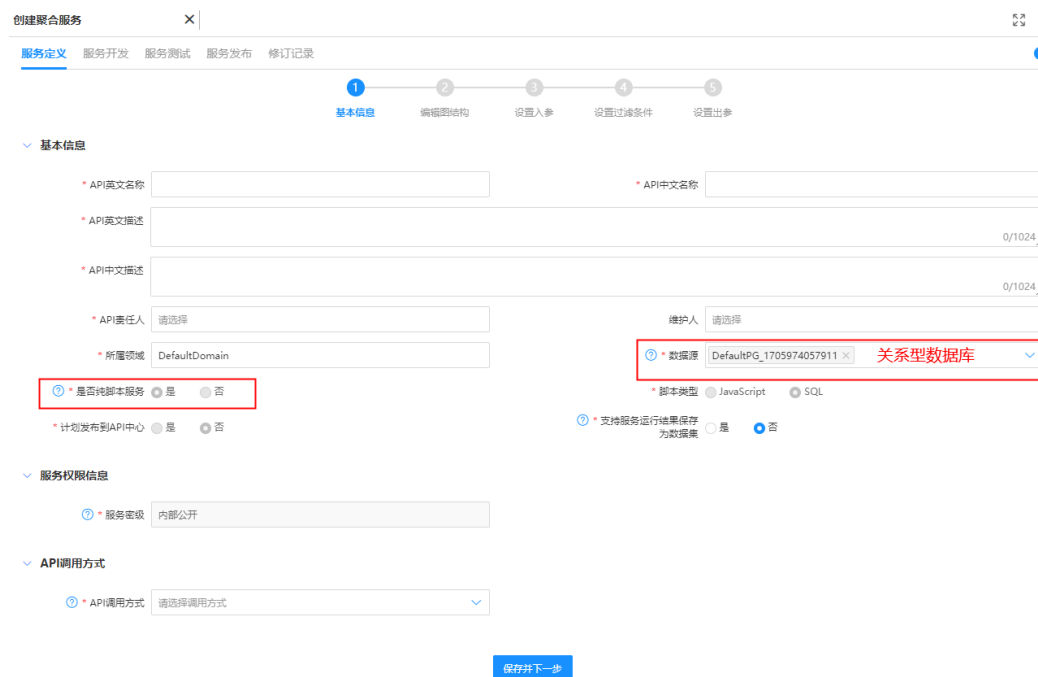 创建聚合服务
服务定义 服务开发 服务测试 服务发布 修订记录
1 2 3 4 5
基本信息 编辑图结构 设置入参 设置过滤条件 设置出参
基本信息
* API英文名称 * API中文名称
* API英文描述
0/1024
* API中文描述
0/1024
* API责任人 请选择 维护人 请选择
* 所属领域 DefaultDomain ? * 数据源 DefaultPG_1705974057911 × 关系型数据库
? * 是否纯脚本服务 是 否 * 脚本类型 JavaScript SQL
* 计划发布到API中心 是 否 ? * 支持服务运行结果保存
为数据集 是 否
服务权限信息
? * 服务密级 内部公开
API调用方式
? * API调用方式 请选择调用方式
保存并下一步